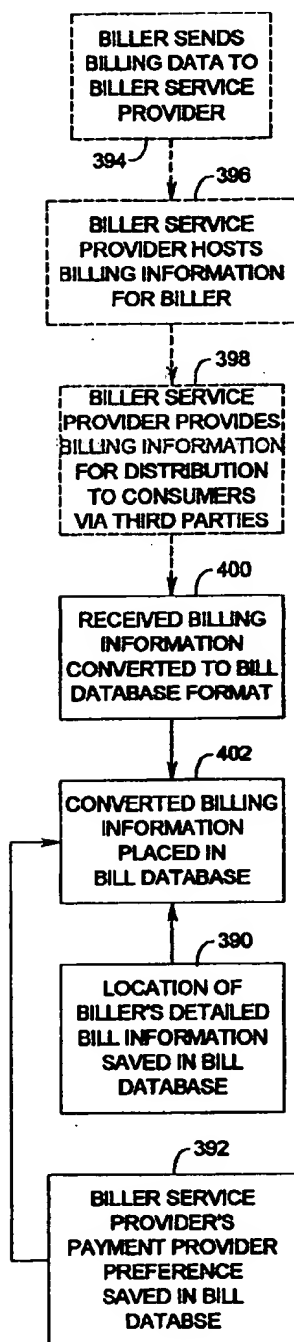 BILLER SENDS
BILLING DATA TO
BILLER SERVICE
PROVIDER
394
396
BILLER SERVICE
PROVIDER HOSTS
BILLING INFORMATION
FOR BILLER
398
BILLER SERVICE
PROVIDER PROVIDES
BILLING INFORMATION
FOR DISTRIBUTION
TO CONSUMERS
VIA THIRD PARTIES
400
RECEIVED BILLING
INFORMATION
CONVERTED TO BILL
DATABASE FORMAT
402
CONVERTED BILLING
INFORMATION
PLACED IN
BILL DATABASE
390
LOCATION OF
BILLER'S DETAILED
BILL INFORMATION
SAVED IN BILL
DATABASE
392
BILLER SERVICE
PROVIDER'S
PAYMENT PROVIDER
PREFERENCE
SAVED IN BILL
DATABSE